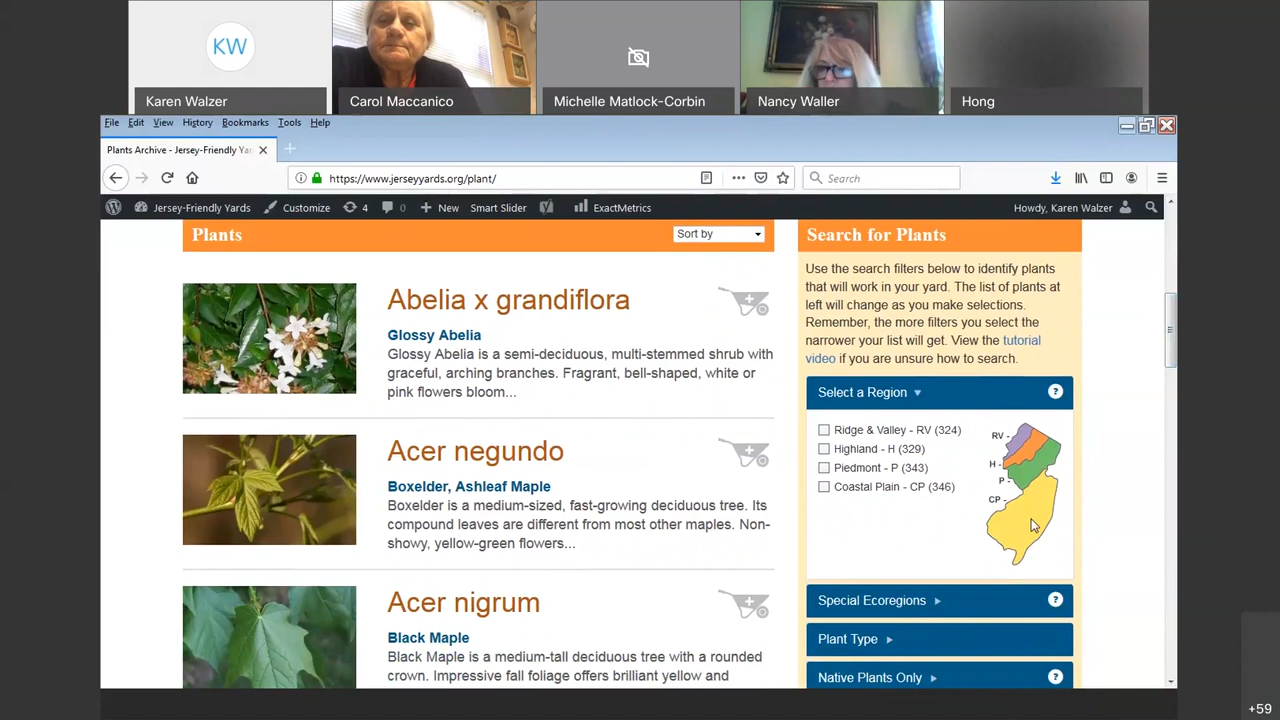 KW
Karen Walzer
Carol Maccanico
Michelle Matlock-Corbin
Nancy Waller
Hong
File Edit View History Bookmarks Tools Help
Plants Archive - Jersey-Friendly Yar
https://www.jerseyyards.org/plant/
Search
Jersey-Friendly Yards Customize 4 0 New Smart Slider ExactMetrics Howdy, Karen Walzer
Plants
Sort by
Abelia x grandiflora
Glossy Abelia
Glossy Abelia is a semi-deciduous, multi-stemmed shrub with
graceful, arching branches. Fragrant, bell-shaped, white or
pink flowers bloom...
Acer negundo
Boxelder, Ashleaf Maple
Boxelder is a medium-sized, fast-growing deciduous tree. Its
compound leaves are different from most other maples. Non-
showy, yellow-green flowers...
Acer nigrum
Black Maple
Black Maple is a medium-tall deciduous tree with a rounded
crown. Impressive fall foliage offers brilliant yellow and
Search for Plants
Use the search filters below to identify plants
that will work in your yard. The list of plants at
left will change as you make selections.
Remember, the more filters you select the
narrower your list will get. View the tutorial
video if you are unsure how to search.
Select a Region ?
Ridge & Valley - RV (324)
Highland - H (329)
Piedmont - P (343)
Coastal Plain - CP (346)
RV
H
P
CP
Special Ecoregions ?
Plant Type
Native Plants Only ?
+59